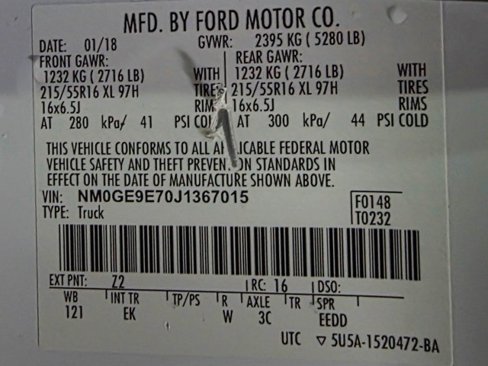 MFD. BY FORD MOTOR CO.
DATE: 01/18 GVWR: 2395 KG ( 5280 LB)
FRONT GAWR: REAR GAWR:
1232 KG ( 2716 LB) WITH 1232 KG ( 2716 LB) WITH
215/55R16 XL 97H TIRES 215/55R16 XL 97H TIRES
16x6.5J RIMS 16x6.5J RIMS
AT 280 kPa/ 41 PSI COLD AT 300 kPa/ 44 PSI COLD
THIS VEHICLE CONFORMS TO ALL APPLICABLE FEDERAL MOTOR
VEHICLE SAFETY AND THEFT PREVENTION STANDARDS IN
EFFECT ON THE DATE OF MANUFACTURE SHOWN ABOVE.
VIN: NM0GE9E70J1367015 F0148
TYPE: Truck T0232
EXT PNT: Z2 RC: 16 DSO:
WB INT TR TP/PS R AXLE TR SPR
121 EK W 3C EEDD
UTC ▽ 5U5A-1520472-BA